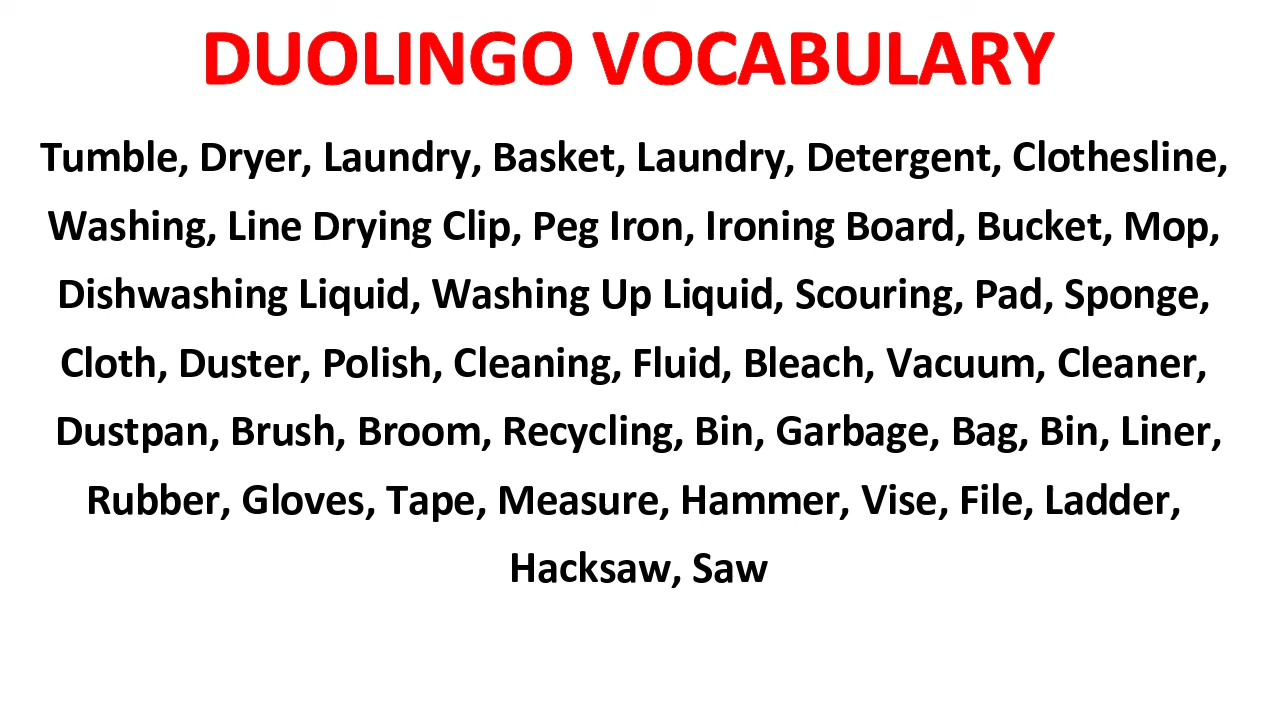 DUOLINGO VOCABULARY
Tumble, Dryer, Laundry, Basket, Laundry, Detergent, Clothesline,
Washing, Line Drying Clip, Peg Iron, Ironing Board, Bucket, Mop,
Dishwashing Liquid, Washing Up Liquid, Scouring, Pad, Sponge,
Cloth, Duster, Polish, Cleaning, Fluid, Bleach, Vacuum, Cleaner,
Dustpan, Brush, Broom, Recycling, Bin, Garbage, Bag, Bin, Liner,
Rubber, Gloves, Tape, Measure, Hammer, Vise, File, Ladder,
Hacksaw, Saw